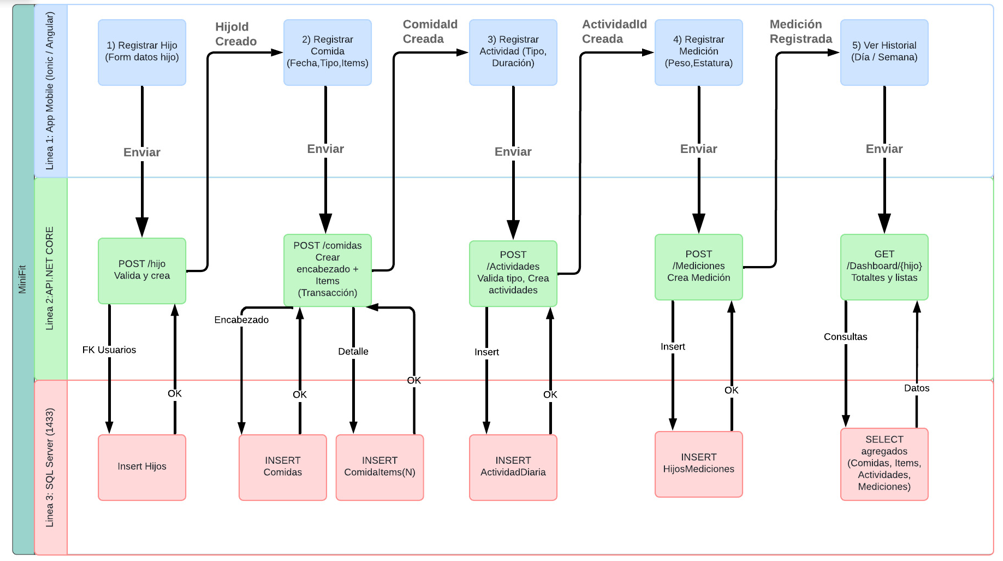 MiniFit
Linea 1: App Mobile (Ionic / Angular)
1) Registrar Hijo
(Form datos hijo)
HijoId
Creado
2) Registrar
Comida
(Fecha,Tipo,Items)
ComidaId
Creada
3) Registrar
Actividad (Tipo,
Duración)
ActividadId
Creada
4) Registrar
Medición
(Peso,Estatura)
Medición
Registrada
5) Ver Historial
(Día / Semana)
Enviar
Enviar
Enviar
Enviar
Enviar
Linea 2:API.NET CORE
POST /hijo
Valida y crea
POST /comidas
Crear
encabezado +
Items
(Transacción)
POST
/Actividades
Valida tipo, Crea
actividades
POST
/Mediciones
Crea Medición
GET
/Dashboard/{hijo}
Totaltes y listas
FK Usuarios
OK
Encabezado
OK
Detalle
OK
Insert
OK
Insert
OK
Consultas
Datos
Linea 3: SQL Server (1433)
Insert Hijos
INSERT
Comidas
INSERT
ComidaItems(N)
INSERT
ActividadDiaria
INSERT
HijosMediciones
SELECT
agregados
(Comidas, Items,
Actividades,
Mediciones)